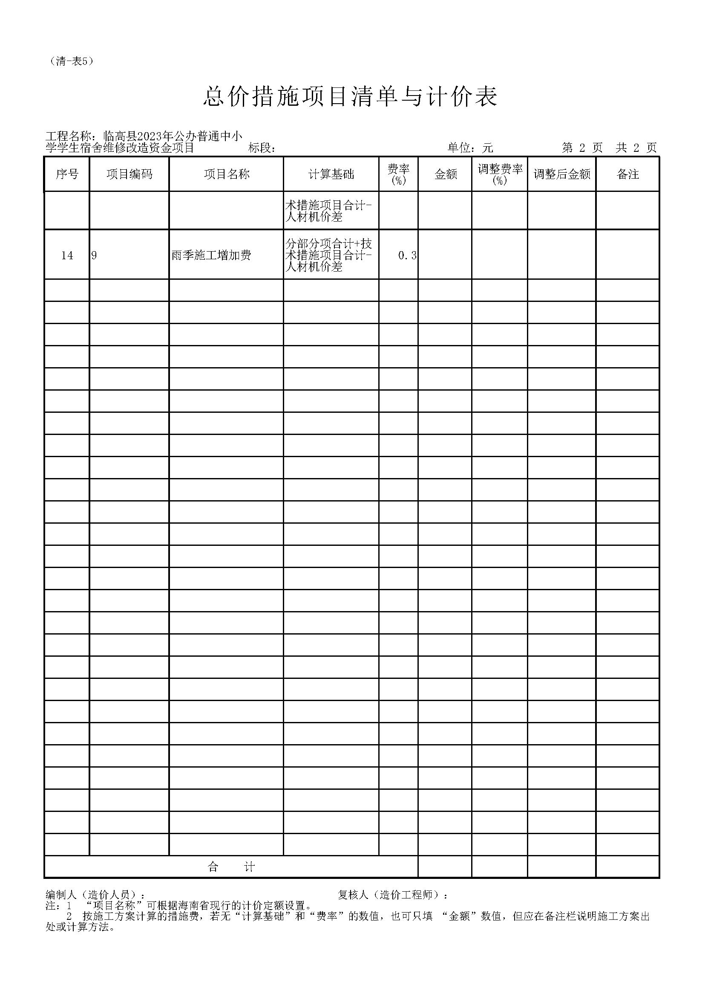 （清-表5）
总价措施项目清单与计价表
工程名称：临高县2023年公办普通中小
学学生宿舍维修改造资金项目 标段： 单位：元 第 2 页 共 2 页
序号 项目编码 项目名称 计算基础 费率(%) 金额 调整费率(%) 调整后金额 备注
术措施项目合计-
人材机价差
14 9 雨季施工增加费 分部分项合计+技
术措施项目合计-
人材机价差 0.3
合 计
编制人（造价人员）： 复核人（造价工程师）：
注：1 “项目名称”可根据海南省现行的计价定额设置。
2 按施工方案计算的措施费，若无“计算基础”和“费率”的数值，也可只填 “金额”数值，但应在备注栏说明施工方案出
处或计算方法。